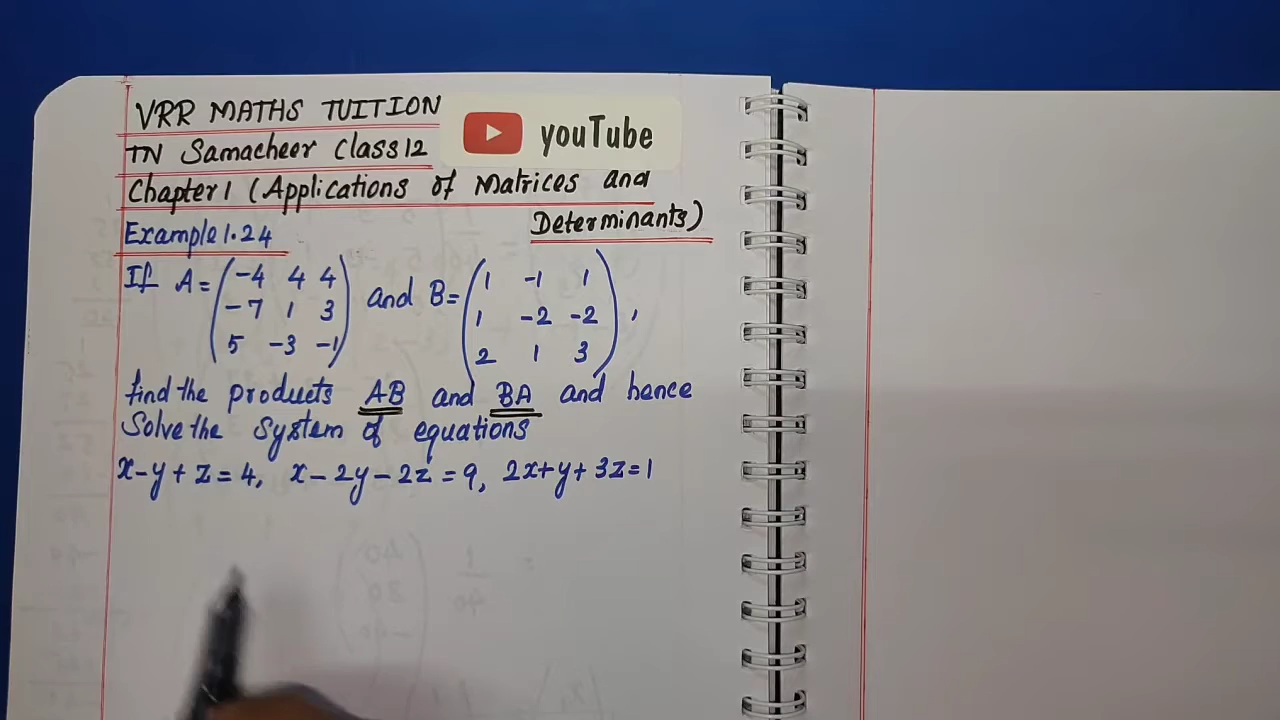 VRR MATHS TUITION
youTube
TN Samacheer Class 12
Chapter 1 (Applications of Matrices and
Determinants)
Example 1.24
If A = (-4 4 4
-7 1 3
5 -3 -1) and B = (1 -1 1
1 -2 -2
2 1 3),
find the products AB and BA and hence
Solve the System of equations
x-y+z=4, x-2y-2z=9, 2x+y+3z=1